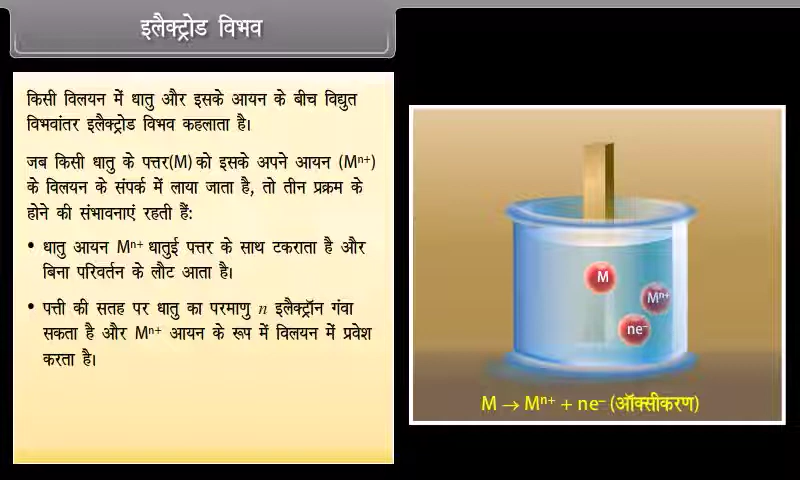 इलैक्ट्रोड विभव
किसी विलयन में धातु और इसके आयन के बीच विद्युत
विभवांतर इलैक्ट्रोड विभव कहलाता है।
जब किसी धातु के पत्तर(M) को इसके अपने आयन (Mⁿ⁺)
के विलयन के संपर्क में लाया जाता है, तो तीन प्रक्रम के
होने की संभावनाएं रहती हैं:
• धातु आयन Mⁿ⁺ धातुई पत्तर के साथ टकराता है और
बिना परिवर्तन के लौट आता है।
• पत्ती की सतह पर धातु का परमाणु n इलैक्ट्रॉन गंवा
सकता है और Mⁿ⁺ आयन के रूप में विलयन में प्रवेश
करता है।
M
Mⁿ⁺
ne⁻
M → Mⁿ⁺ + ne⁻ (ऑक्सीकरण)